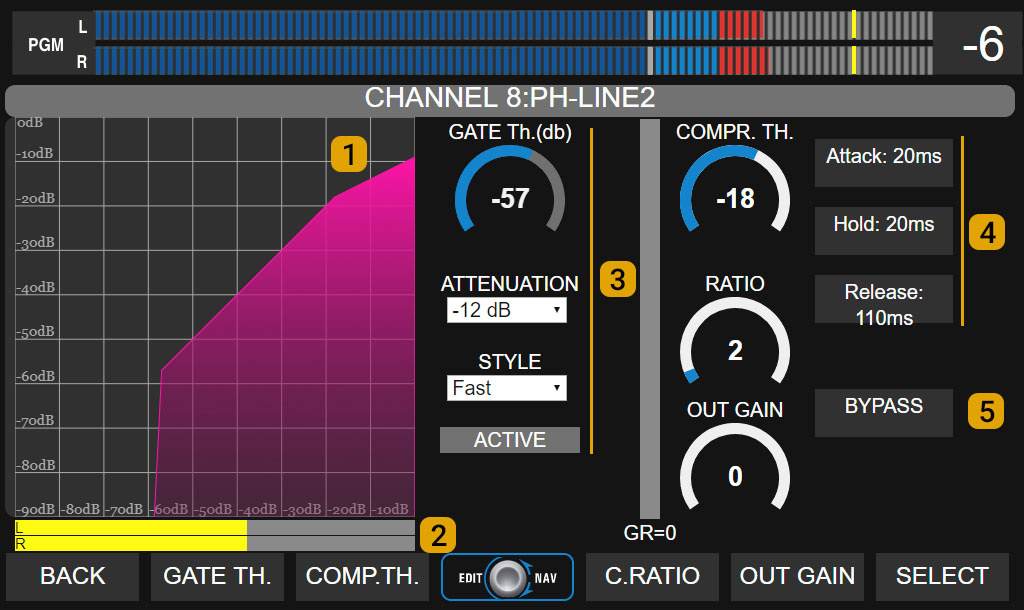 L
PGM
R
-6
CHANNEL 8:PH-LINE2
0dB
-10dB
-20dB
-30dB
-40dB
-50dB
-60dB
-70dB
-80dB
-90dB -80dB -70dB -60dB -50dB -40dB -30dB -20dB -10dB
1
L
R
2
GATE Th.(db)
-57
ATTENUATION
-12 dB
STYLE
Fast
ACTIVE
3
GR=0
COMPR. TH.
-18
RATIO
2
OUT GAIN
0
Attack: 20ms
Hold: 20ms
Release:
110ms
4
BYPASS
5
BACK
GATE TH.
COMP.TH.
EDIT NAV
C.RATIO
OUT GAIN
SELECT